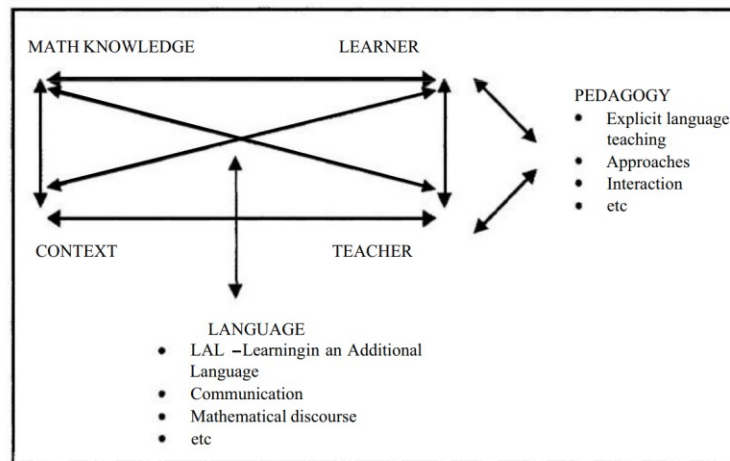 MATH KNOWLEDGE
LEARNER
PEDAGOGY
• Explicit language
teaching
• Approaches
• Interaction
• etc
CONTEXT
TEACHER
LANGUAGE
• LAL –Learningin an Additional
Language
• Communication
• Mathematical discourse
• etc